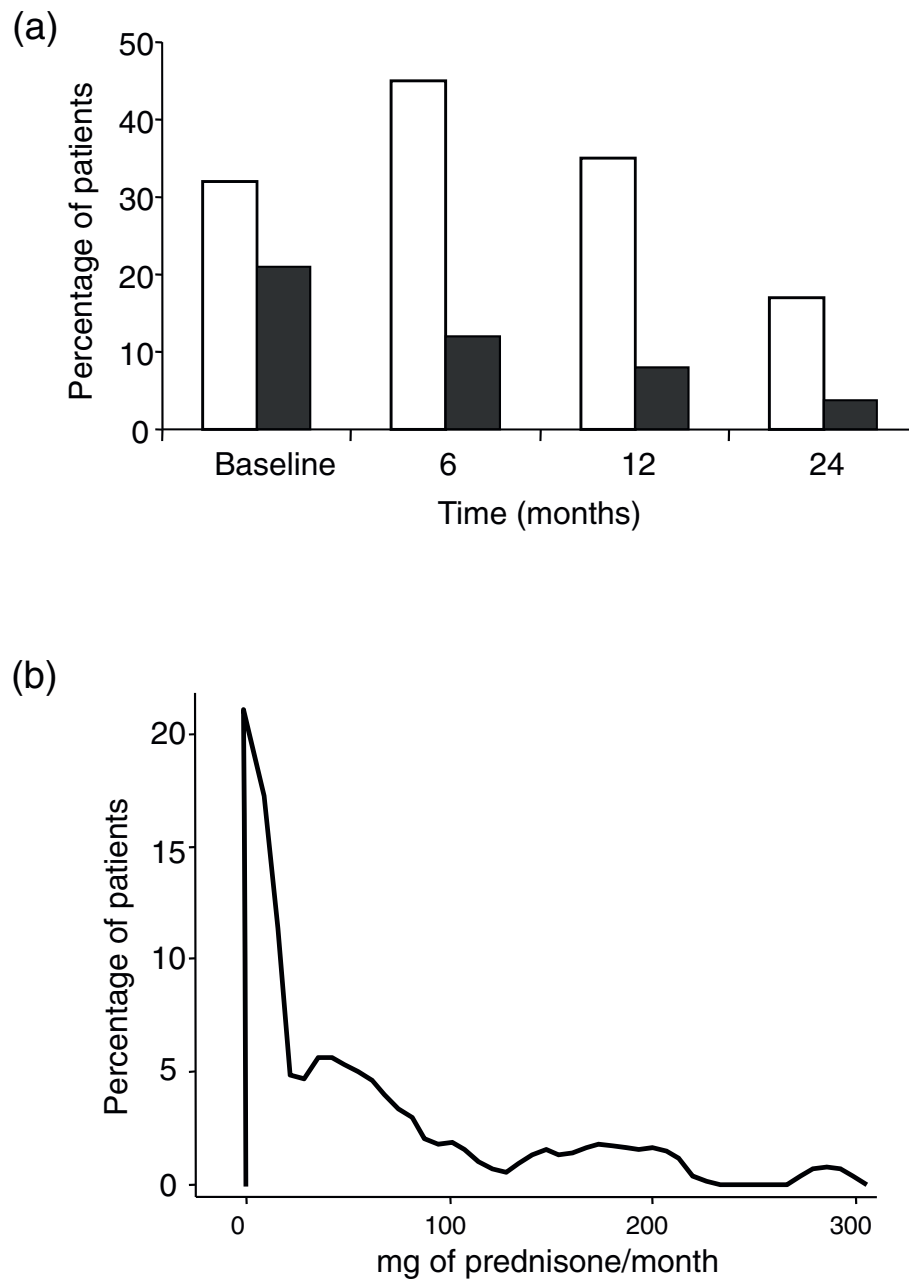 (a)
Percentage of patients
50
40
30
20
10
0
Baseline 6 12 24
Time (months)
(b)
Percentage of patients
20
15
10
5
0
0 100 200 300
mg of prednisone/month